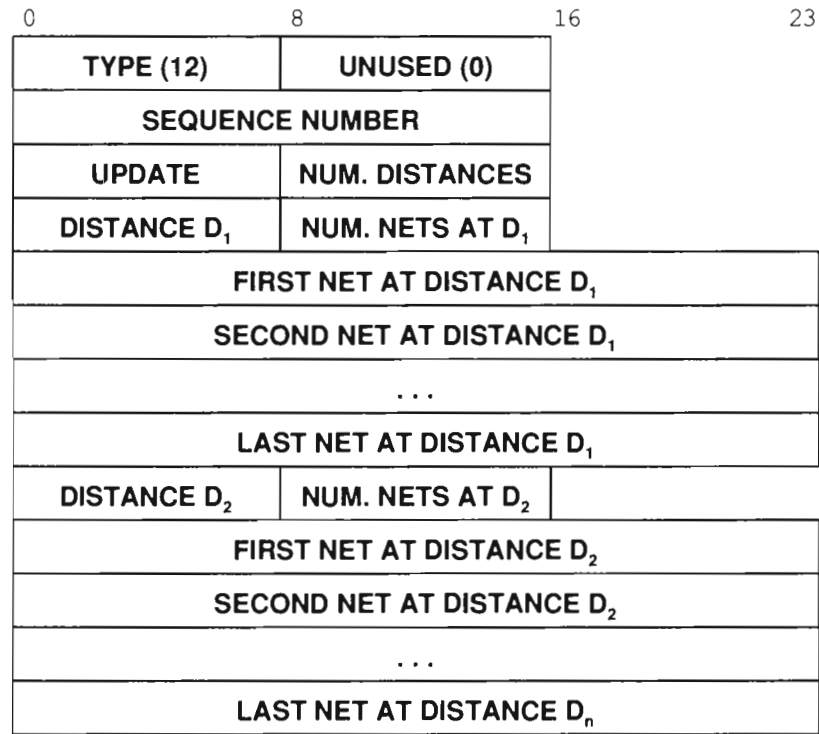 0 8 16 23
TYPE (12) UNUSED (0)
SEQUENCE NUMBER
UPDATE NUM. DISTANCES
DISTANCE D₁ NUM. NETS AT D₁
FIRST NET AT DISTANCE D₁
SECOND NET AT DISTANCE D₁
...
LAST NET AT DISTANCE D₁
DISTANCE D₂ NUM. NETS AT D₂
FIRST NET AT DISTANCE D₂
SECOND NET AT DISTANCE D₂
...
LAST NET AT DISTANCE Dₙ